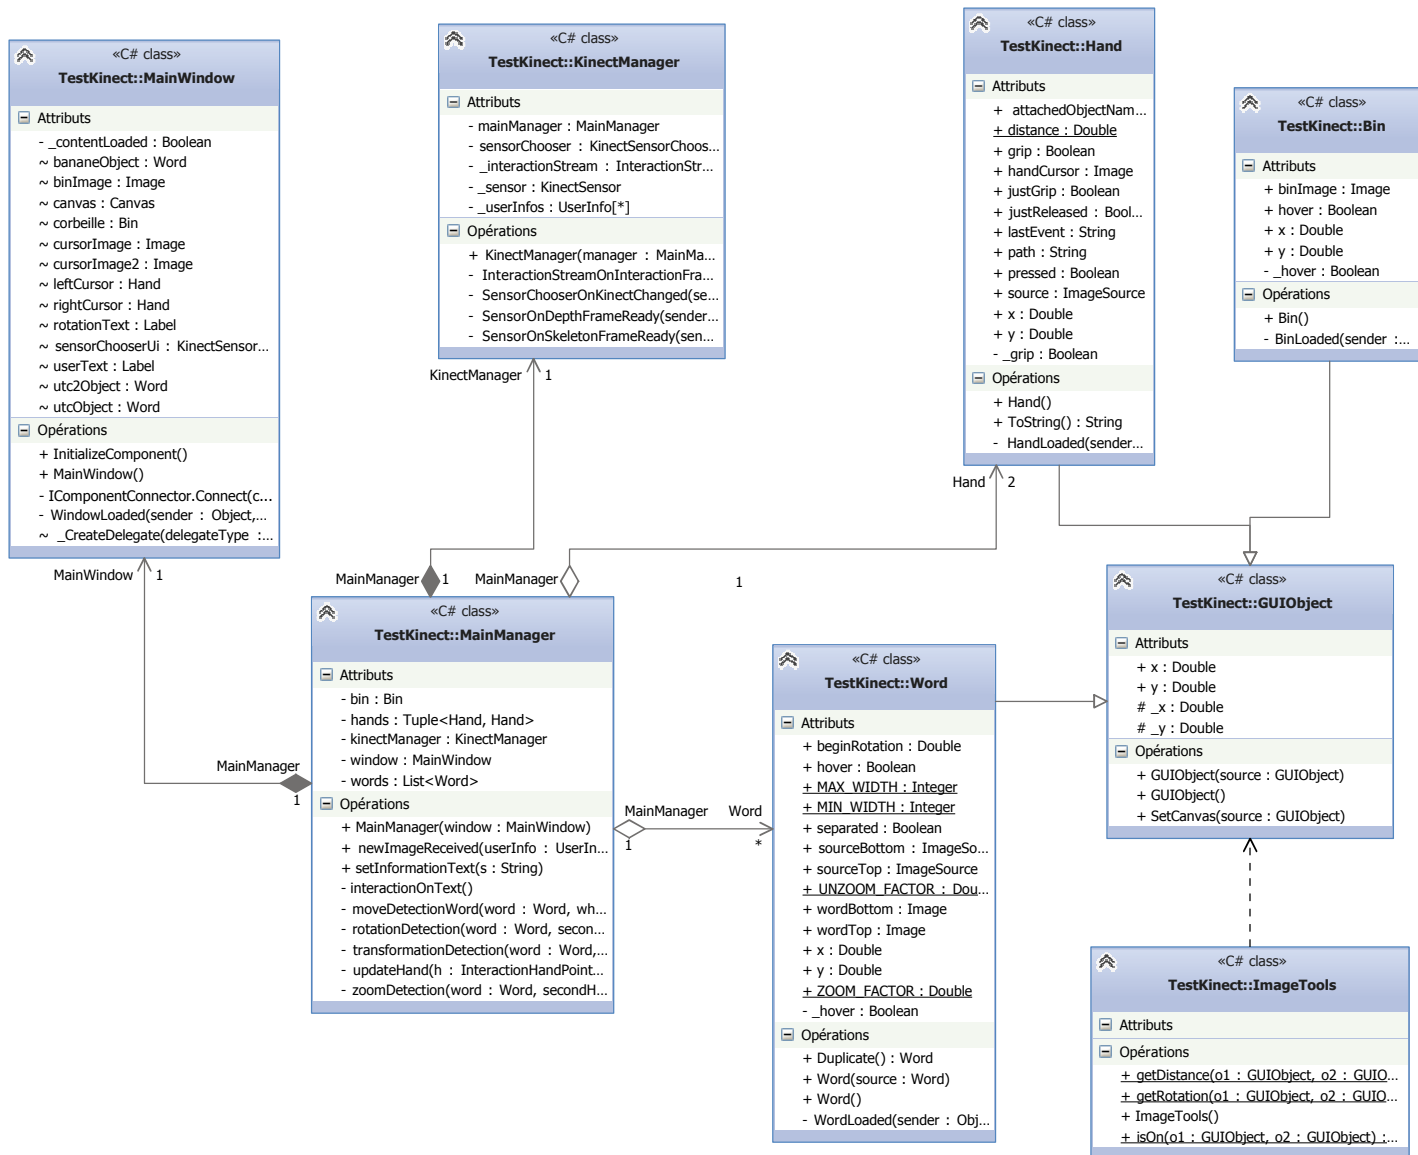 «C# class»
TestKinect::MainWindow
Attributs
- _contentLoaded : Boolean
~ bananeObject : Word
~ binImage : Image
~ canvas : Canvas
~ corbeille : Bin
~ cursorImage : Image
~ cursorImage2 : Image
~ leftCursor : Hand
~ rightCursor : Hand
~ rotationText : Label
~ sensorChooserUi : KinectSensor...
~ userText : Label
~ utc2Object : Word
~ utcObject : Word
Opérations
+ InitializeComponent()
+ MainWindow()
- IComponentConnector.Connect(c...
- WindowLoaded(sender : Object,...
~ _CreateDelegate(delegateType :...
«C# class»
TestKinect::KinectManager
Attributs
- mainManager : MainManager
- sensorChooser : KinectSensorChoos...
- _interactionStream : InteractionStr...
- _sensor : KinectSensor
- _userInfos : UserInfo[*]
Opérations
+ KinectManager(manager : MainMa...
- InteractionStreamOnInteractionFra...
- SensorChooserOnKinectChanged(se...
- SensorOnDepthFrameReady(sender...
- SensorOnSkeletonFrameReady(sen...
«C# class»
TestKinect::Hand
Attributs
+ attachedObjectNam...
+ distance : Double
+ grip : Boolean
+ handCursor : Image
+ justGrip : Boolean
+ justReleased : Bool...
+ lastEvent : String
+ path : String
+ pressed : Boolean
+ source : ImageSource
+ x : Double
+ y : Double
- _grip : Boolean
Opérations
+ Hand()
+ ToString() : String
- HandLoaded(sender...
«C# class»
TestKinect::Bin
Attributs
+ binImage : Image
+ hover : Boolean
+ x : Double
+ y : Double
- _hover : Boolean
Opérations
+ Bin()
- BinLoaded(sender :...
KinectManager 1
Hand 2
MainWindow 1
MainManager 1
MainManager
1
MainManager
1
«C# class»
TestKinect::MainManager
Attributs
- bin : Bin
- hands : Tuple<Hand, Hand>
- kinectManager : KinectManager
- window : MainWindow
- words : List<Word>
Opérations
+ MainManager(window : MainWindow)
+ newImageReceived(userInfo : UserIn...
+ setInformationText(s : String)
- interactionOnText()
- moveDetectionWord(word : Word, wh...
- rotationDetection(word : Word, secon...
- transformationDetection(word : Word,...
- updateHand(h : InteractionHandPoint...
- zoomDetection(word : Word, secondH...
MainManager Word
1 *
«C# class»
TestKinect::Word
Attributs
+ beginRotation : Double
+ hover : Boolean
+ MAX_WIDTH : Integer
+ MIN_WIDTH : Integer
+ separated : Boolean
+ sourceBottom : ImageSo...
+ sourceTop : ImageSource
+ UNZOOM_FACTOR : Dou...
+ wordBottom : Image
+ wordTop : Image
+ x : Double
+ y : Double
+ ZOOM_FACTOR : Double
- _hover : Boolean
Opérations
+ Duplicate() : Word
+ Word(source : Word)
+ Word()
- WordLoaded(sender : Obj...
«C# class»
TestKinect::GUIObject
Attributs
+ x : Double
+ y : Double
# _x : Double
# _y : Double
Opérations
+ GUIObject(source : GUIObject)
+ GUIObject()
+ SetCanvas(source : GUIObject)
«C# class»
TestKinect::ImageTools
Attributs
Opérations
+ getDistance(o1 : GUIObject, o2 : GUIO...
+ getRotation(o1 : GUIObject, o2 : GUIO...
+ ImageTools()
+ isOn(o1 : GUIObject, o2 : GUIObject) :...